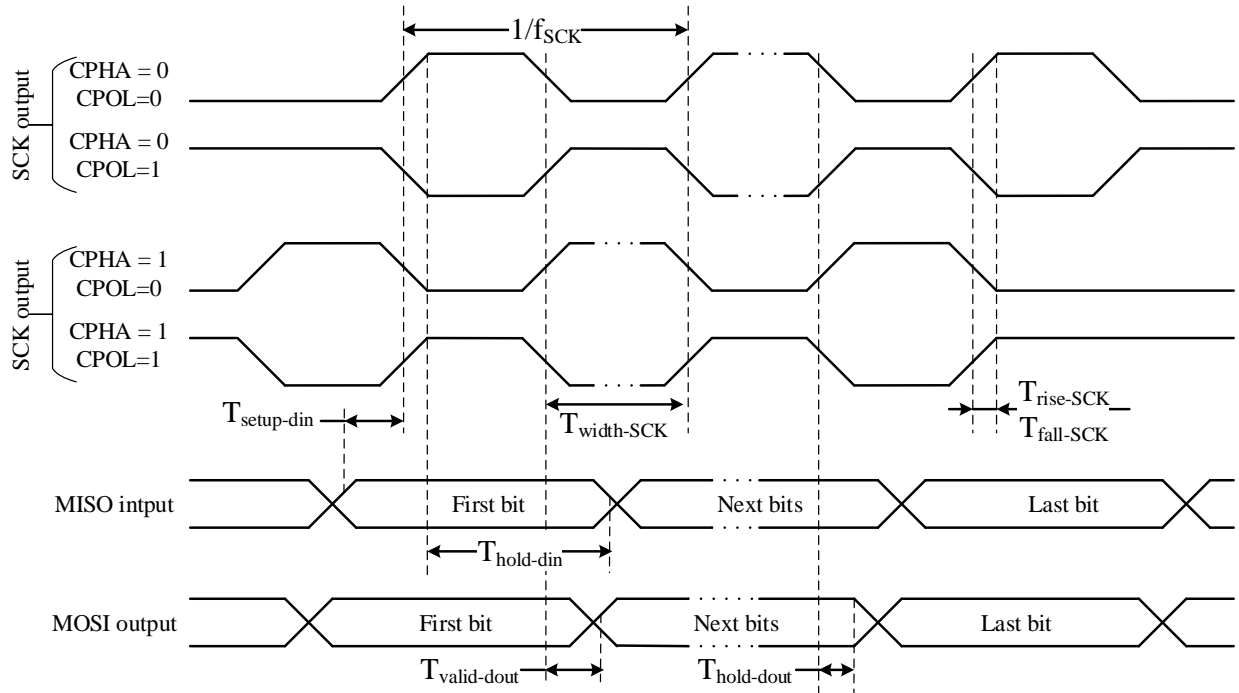 1/fSCK
SCK output
CPHA = 0
CPOL=0
CPHA = 0
CPOL=1
SCK output
CPHA = 1
CPOL=0
CPHA = 1
CPOL=1
Tsetup-din
Twidth-SCK
Trise-SCK
Tfall-SCK
MISO intput
First bit
Next bits
Last bit
Thold-din
MOSI output
First bit
Next bits
Last bit
Tvalid-dout
Thold-dout